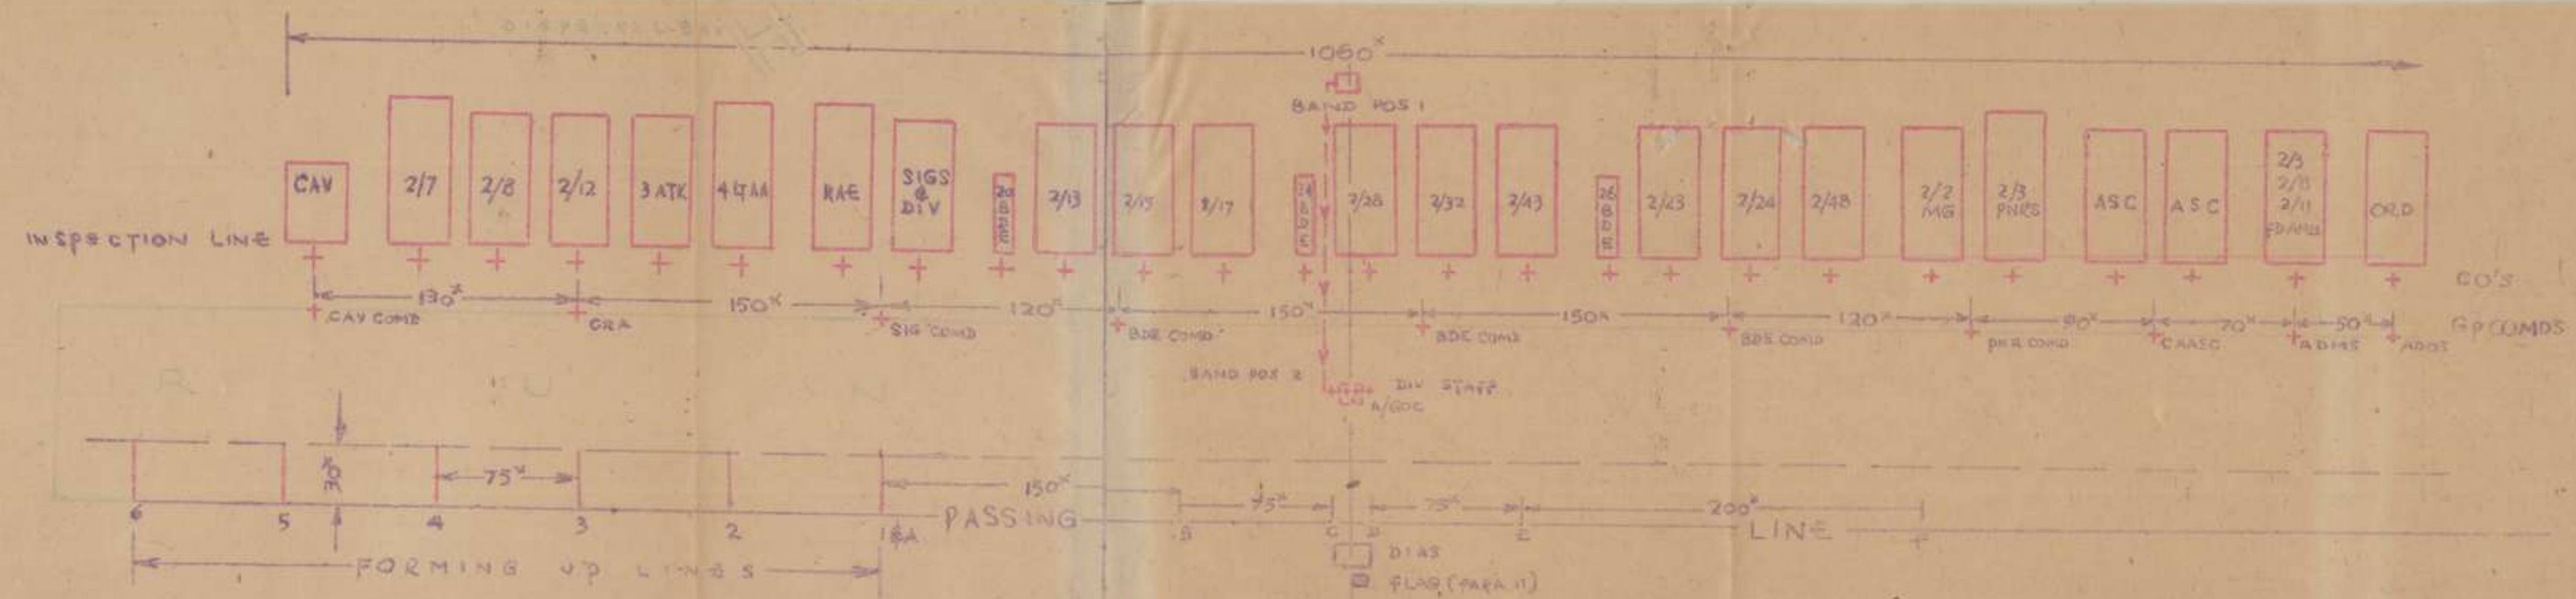 1060ˣ
BAND POS 1
CAV
2/7
2/8
2/12
3 ATK
4 LTAA
RAE
SIGS
&
DIV
20 BDE
2/13
2/15
2/17
24 BDE
2/28
2/32
2/43
26 BDE
2/23
2/24
2/48
2/2
MG
2/3
PNRS
ASC
ASC
2/3
2/8
2/11
FD AMB
ORD
INSPECTION LINE
CO'S
130ˣ
150ˣ
120ˣ
150ˣ
150ˣ
120ˣ
90ˣ
70ˣ
50ˣ
GP COMDS
CAV COMD
CRA
SIG COMD
BDE COMD
BDE COMD
BDE COMD
PNR COMD
CAASC
ADMS
ADOS
BAND POS 2
DIV STAFF
A/GOC
30ˣ
75ˣ
150ˣ
75ˣ
75ˣ
200ˣ
6
5
4
3
2
1&A
PASSING
B
C
D
E
LINE
F
FORMING UP LINES
DIAS
FLAG (PARA 11)